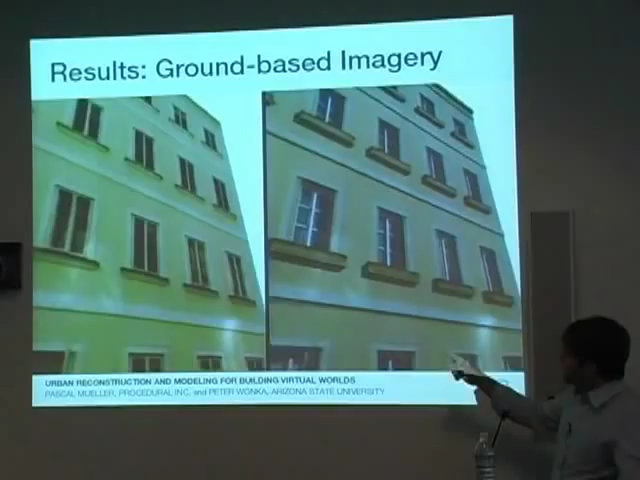 Results: Ground-based Imagery
URBAN RECONSTRUCTION AND MODELING FOR BUILDING VIRTUAL WORLDS
PASCAL MUELLER, PROCEDURAL INC. and PETER WONKA, ARIZONA STATE UNIVERSITY